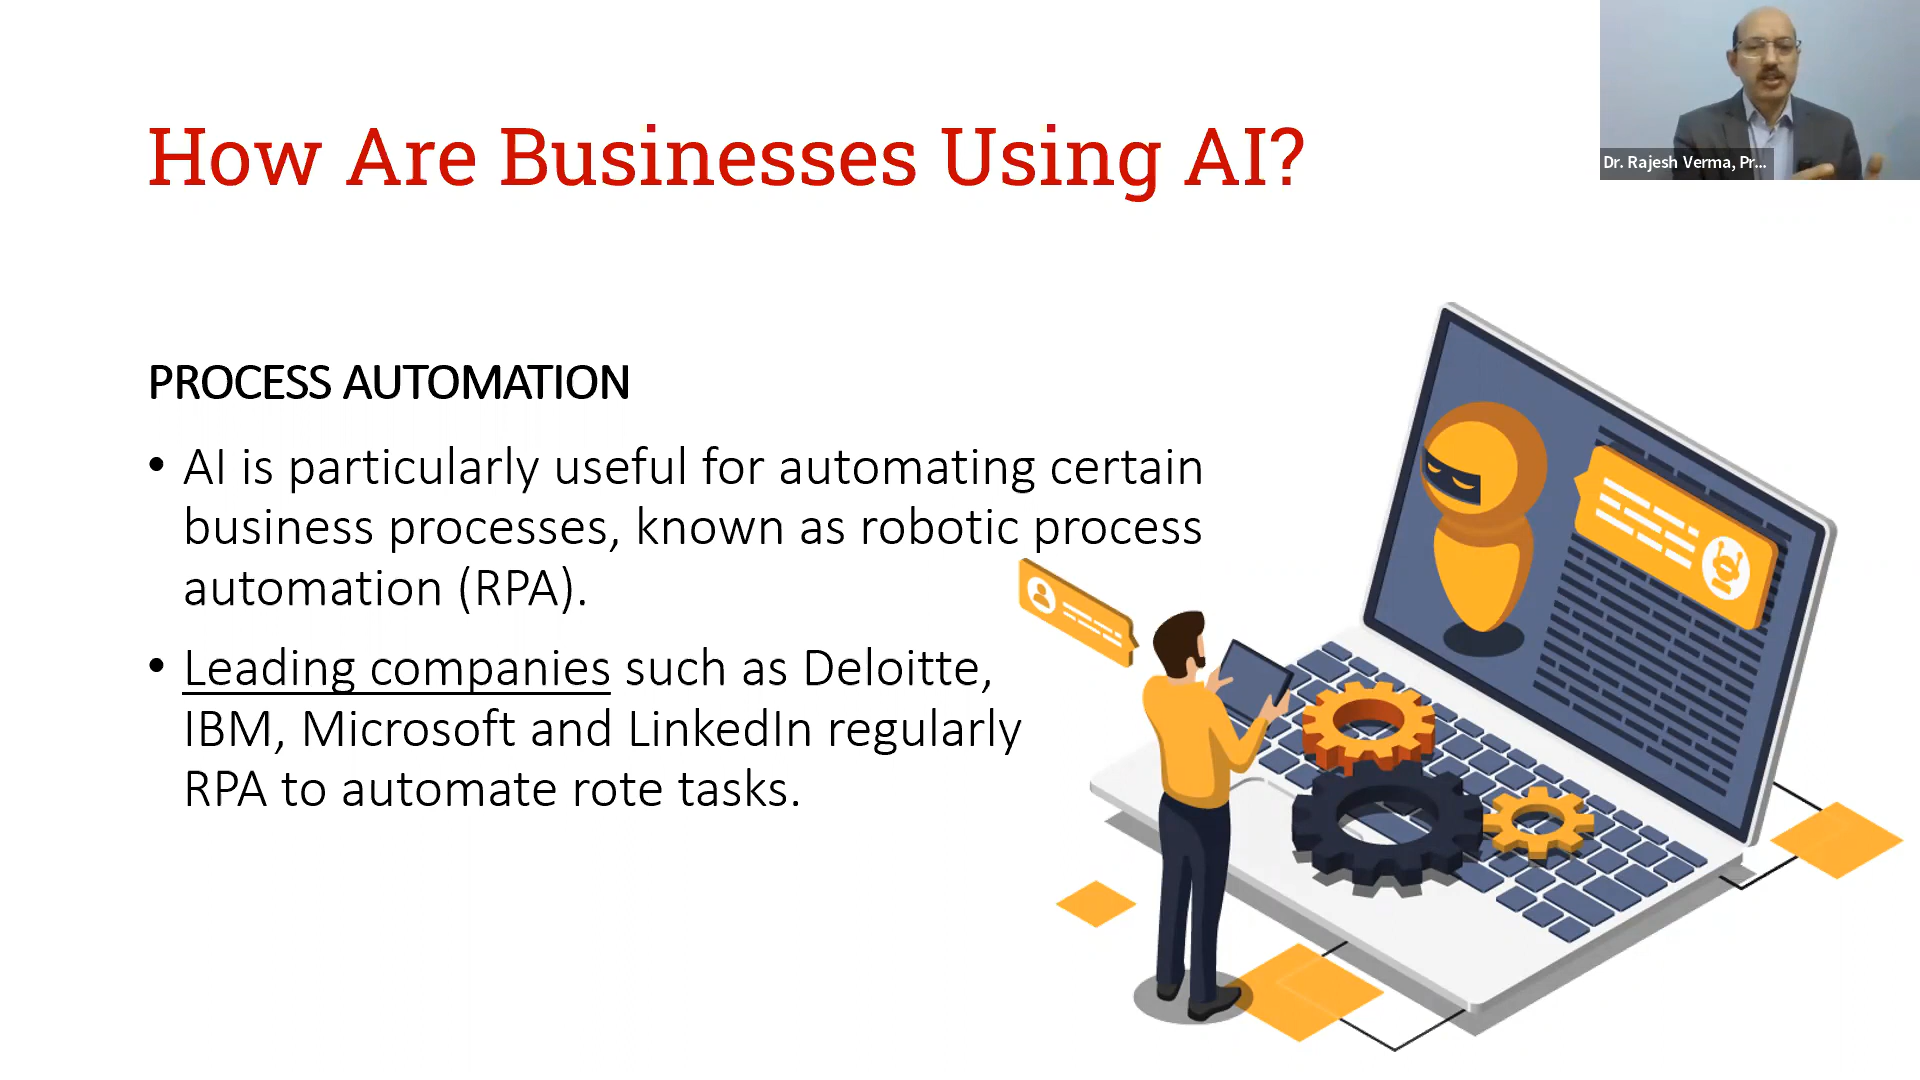 How Are Businesses Using AI?
Dr. Rajesh Verma, Pr...
PROCESS AUTOMATION
• AI is particularly useful for automating certain
business processes, known as robotic process
automation (RPA).
• Leading companies such as Deloitte,
IBM, Microsoft and LinkedIn regularly
RPA to automate rote tasks.